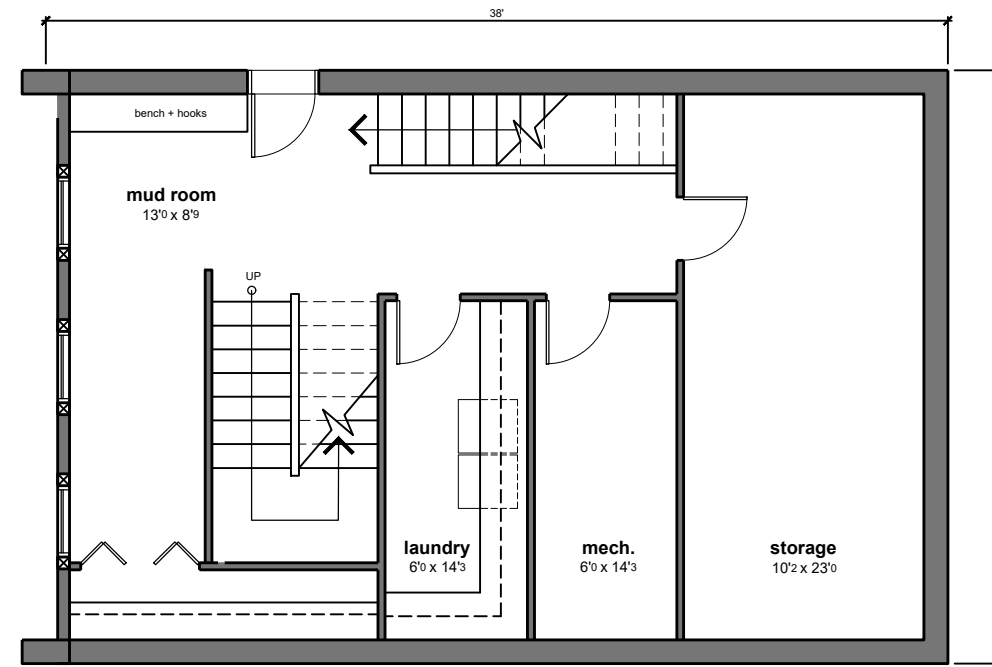 38'
bench + hooks
mud room
13'0 x 8'9
UP
laundry
6'0 x 14'3
mech.
6'0 x 14'3
storage
10'2 x 23'0